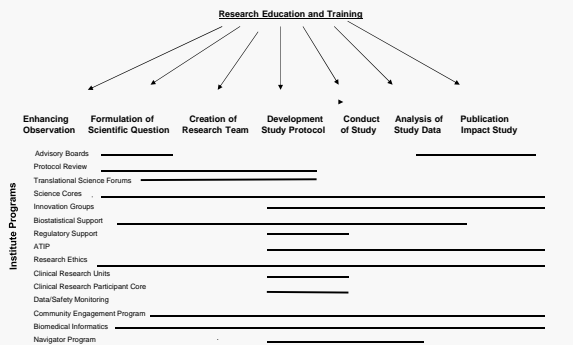 Research Education and Training
Enhancing Formulation of Creation of Development Conduct Analysis of Publication
Observation Scientific Question Research Team Study Protocol of Study Study Data Impact Study
Institute Programs
Advisory Boards
Protocol Review
Translational Science Forums
Science Cores
Innovation Groups
Biostatistical Support
Regulatory Support
ATIP
Research Ethics
Clinical Research Units
Clinical Research Participant Core
Data/Safety Monitoring
Community Engagement Program
Biomedical Informatics
Navigator Program